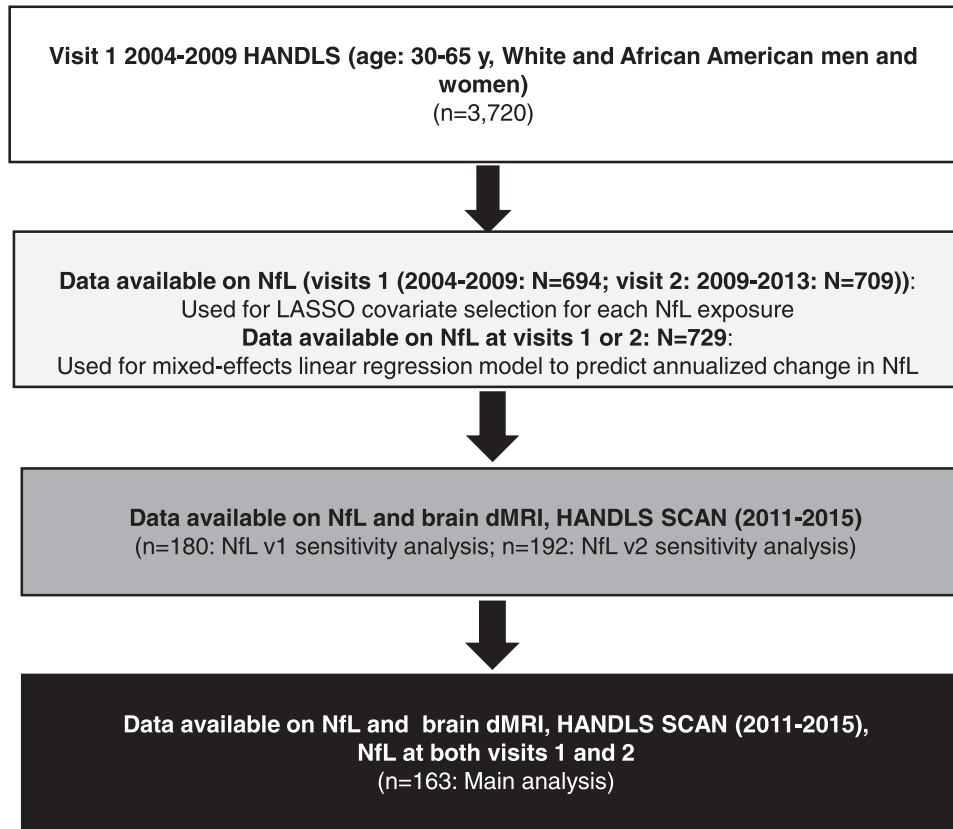 Visit 1 2004-2009 HANDLS (age: 30-65 y, White and African American men and
women)
(n=3,720)
Data available on NfL (visits 1 (2004-2009: N=694; visit 2: 2009-2013: N=709)):
Used for LASSO covariate selection for each NfL exposure
Data available on NfL at visits 1 or 2: N=729:
Used for mixed-effects linear regression model to predict annualized change in NfL
Data available on NfL and brain dMRI, HANDLS SCAN (2011-2015)
(n=180: NfL v1 sensitivity analysis; n=192: NfL v2 sensitivity analysis)
Data available on NfL and brain dMRI, HANDLS SCAN (2011-2015),
NfL at both visits 1 and 2
(n=163: Main analysis)